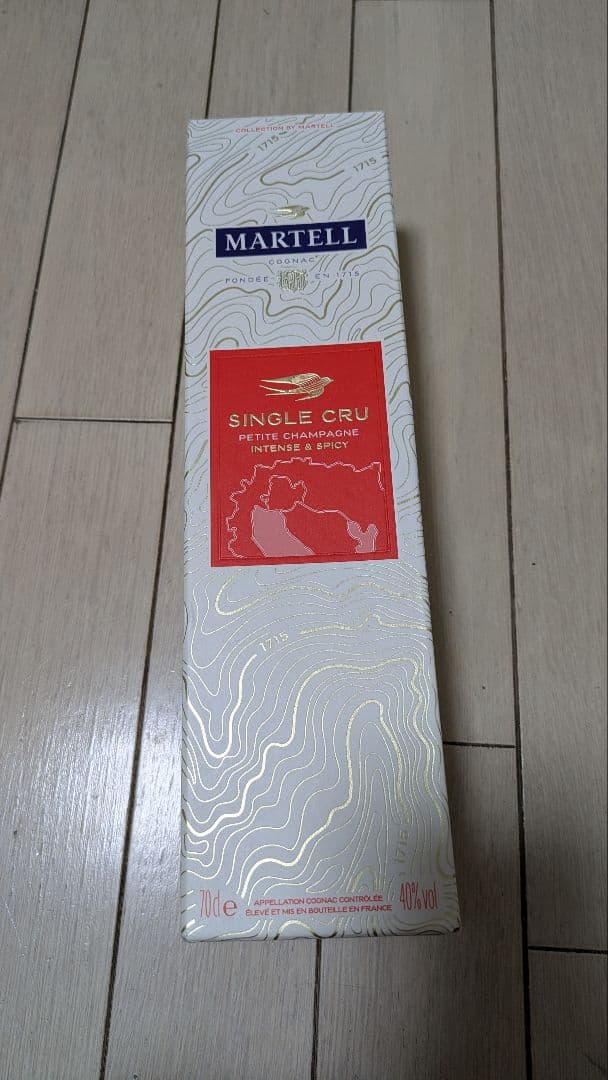 COLLECTION BY MARTELL
1715
1715
MARTELL
COGNAC
FONDÉE EN 1715
SINGLE CRU
PETITE CHAMPAGNE
INTENSE & SPICY
1715
1715
70cl e
APPELLATION COGNAC CONTRÔLÉE
ÉLEVÉ ET MIS EN BOUTEILLE EN FRANCE
40% vol